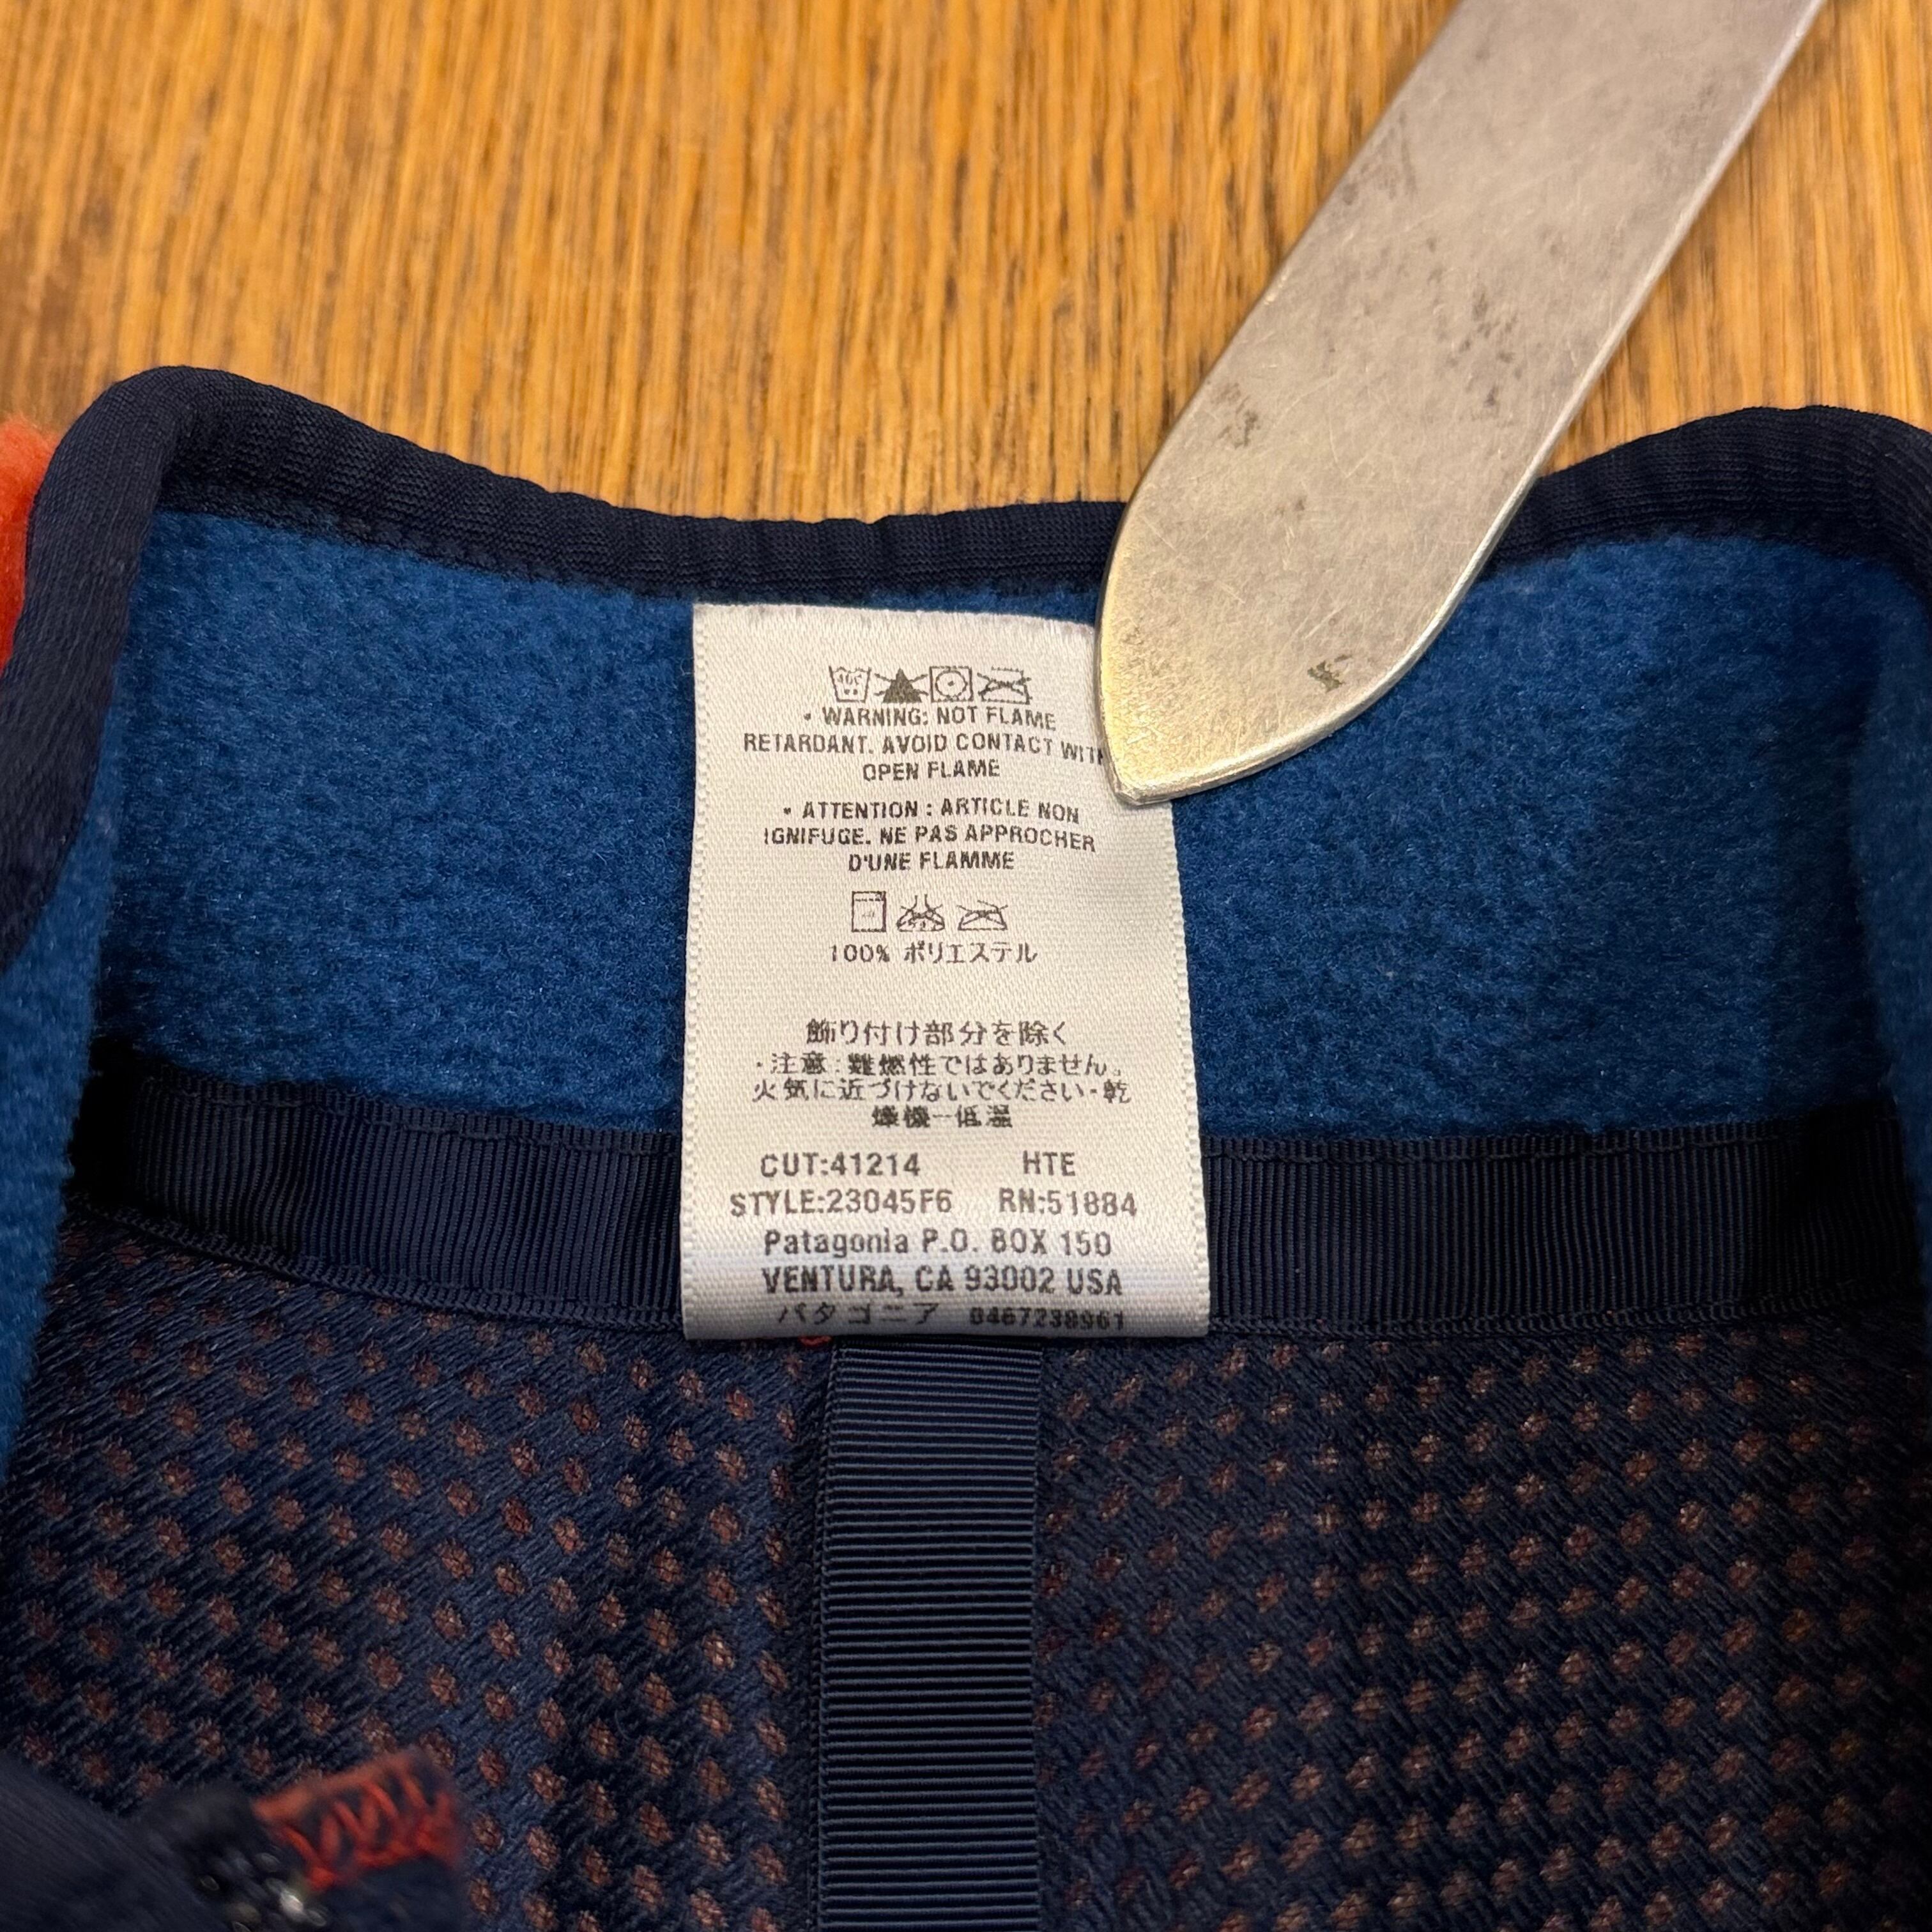 • WARNING: NOT FLAME
RETARDANT. AVOID CONTACT WITH
OPEN FLAME
• ATTENTION : ARTICLE NON
IGNIFUGE. NE PAS APPROCHER
D'UNE FLAMME
100% ポリエステル
飾り付け部分を除く
・注意：難燃性ではありません。
火気に近づけないでください・乾
燥機ー低温
CUT:41214 HTE
STYLE:23045F6 RN:51884
Patagonia P.O. BOX 150
VENTURA, CA 93002 USA
パタゴニア 0467238961